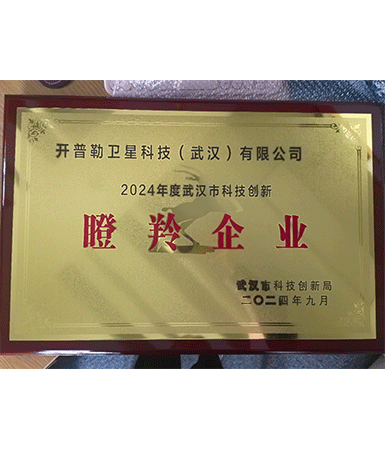 开普勒卫星科技（武汉）有限公司
2024年度武汉市科技创新
瞪羚企业
武汉市科技创新局
二〇二四年九月